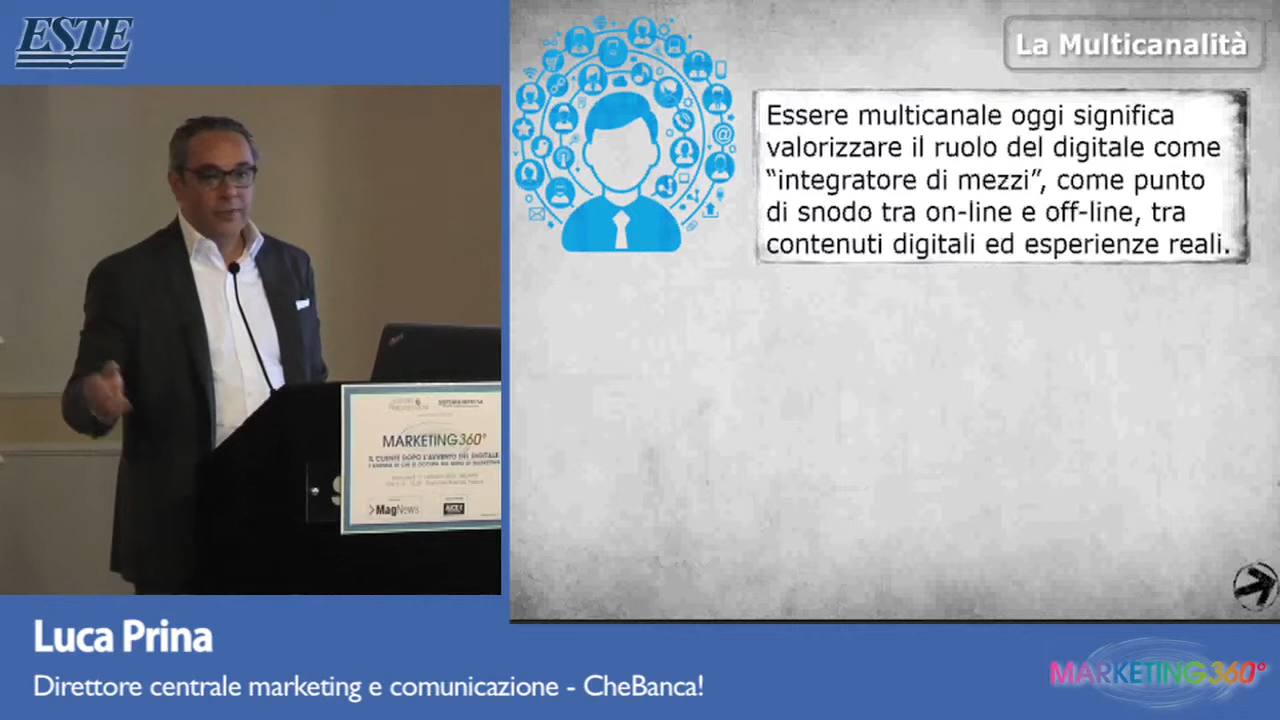 ESTE
La Multicanalità
Essere multicanale oggi significa
valorizzare il ruolo del digitale come
“integratore di mezzi”, come punto
di snodo tra on-line e off-line, tra
contenuti digitali ed esperienze reali.
MARKETING360°
IL CLIENTE DOPO L'AVVENTO DEL DIGITALE
MagNews
Luca Prina
Direttore centrale marketing e comunicazione - CheBanca!
MARKETING360°